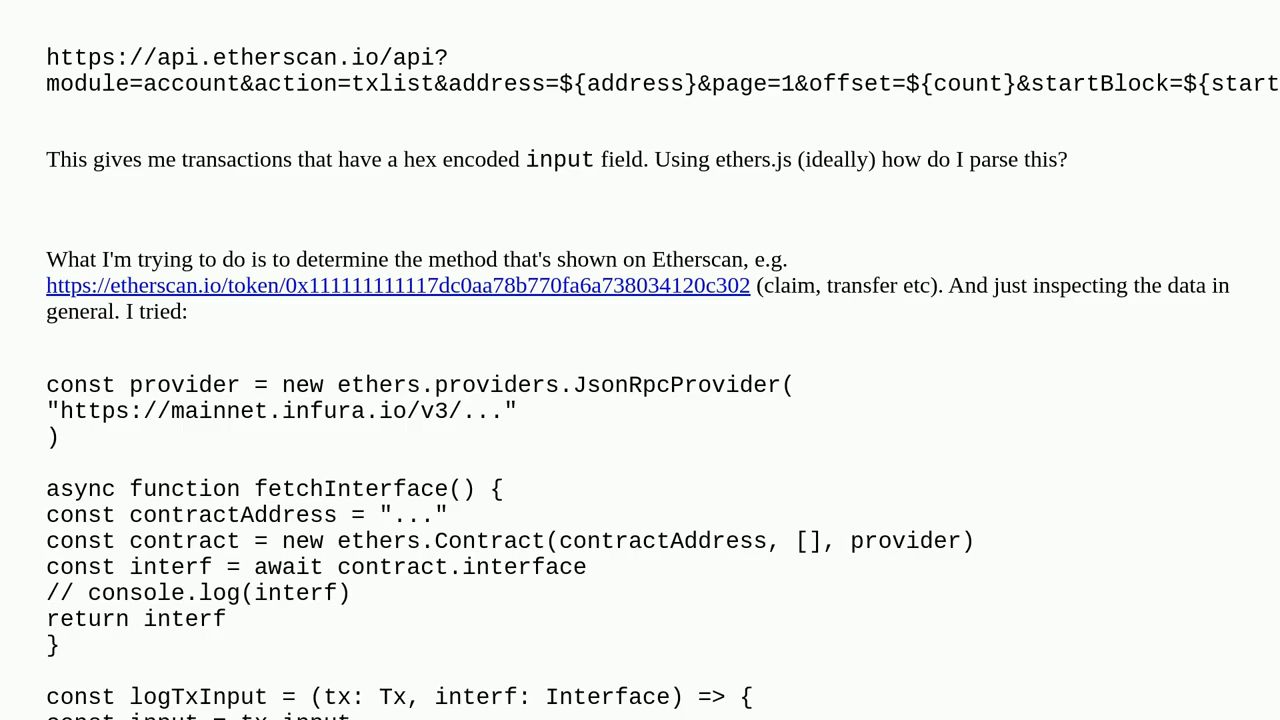 https://api.etherscan.io/api?
module=account&action=txlist&address=${address}&page=1&offset=${count}&startBlock=${start
This gives me transactions that have a hex encoded input field. Using ethers.js (ideally) how do I parse this?
What I'm trying to do is to determine the method that's shown on Etherscan, e.g.
https://etherscan.io/token/0x111111111117dc0aa78b770fa6a738034120c302 (claim, transfer etc). And just inspecting the data in
general. I tried:
const provider = new ethers.providers.JsonRpcProvider(
"https://mainnet.infura.io/v3/..."
)
async function fetchInterface() {
const contractAddress = "..."
const contract = new ethers.Contract(contractAddress, [], provider)
const interf = await contract.interface
// console.log(interf)
return interf
}
const logTxInput = (tx: Tx, interf: Interface) => {
const input = tx.input